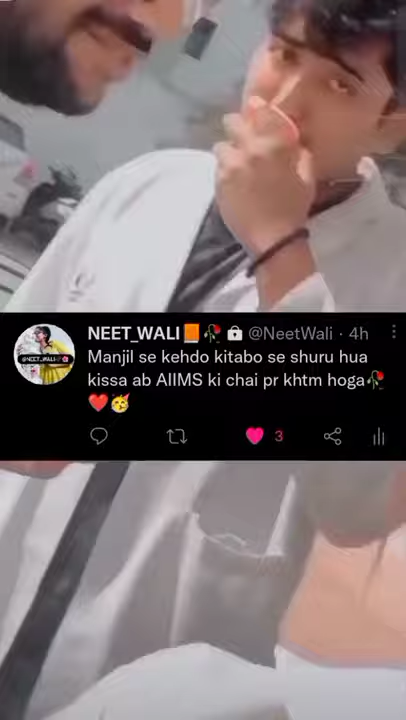 NEET_WALI📙🥀 @NeetWali · 4h
Manjil se kehdo kitabo se shuru hua
kissa ab AIIMS ki chai pr khtm hoga🥀
❤️🥳
3